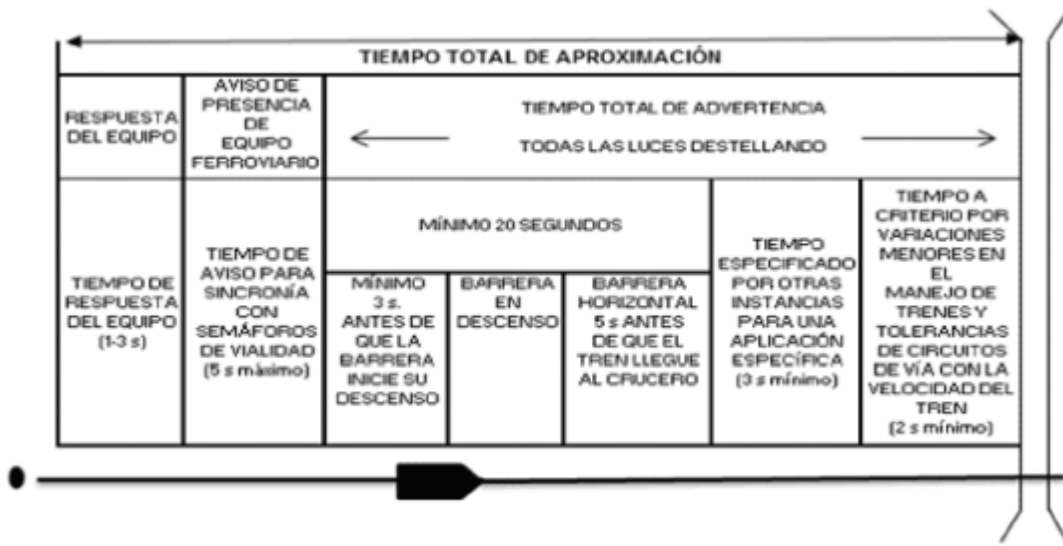 TIEMPO TOTAL DE APROXIMACIÓN
RESPUESTA
DEL EQUIPO
AVISO DE
PRESENCIA
DE
EQUIPO
FERROVIARIO
TIEMPO TOTAL DE ADVERTENCIA
TODAS LAS LUCES DESTELLANDO
TIEMPO DE
RESPUESTA
DEL EQUIPO
(1-3 s)
TIEMPO DE
AVISO PARA
SINCRONÍA
CON
SEMÁFOROS
DE VIALIDAD
(5 s máximo)
MÍNIMO 20 SEGUNDOS
MÍNIMO
3 s.
ANTES DE
QUE LA
BARRERA
INICIE SU
DESCENSO
BARRERA
EN
DESCENSO
BARRERA
HORIZONTAL
5 s ANTES
DE QUE EL
TREN LLEGUE
AL CRUCERO
TIEMPO
ESPECIFICADO
POR OTRAS
INSTANCIAS
PARA UNA
APLICACIÓN
ESPECÍFICA
(3 s mínimo)
TIEMPO A
CRITERIO POR
VARIACIONES
MENORES EN
EL
MANEJO DE
TRENES Y
TOLERANCIAS
DE CIRCUITOS
DE VÍA CON LA
VELOCIDAD DEL
TREN
(2 s mínimo)